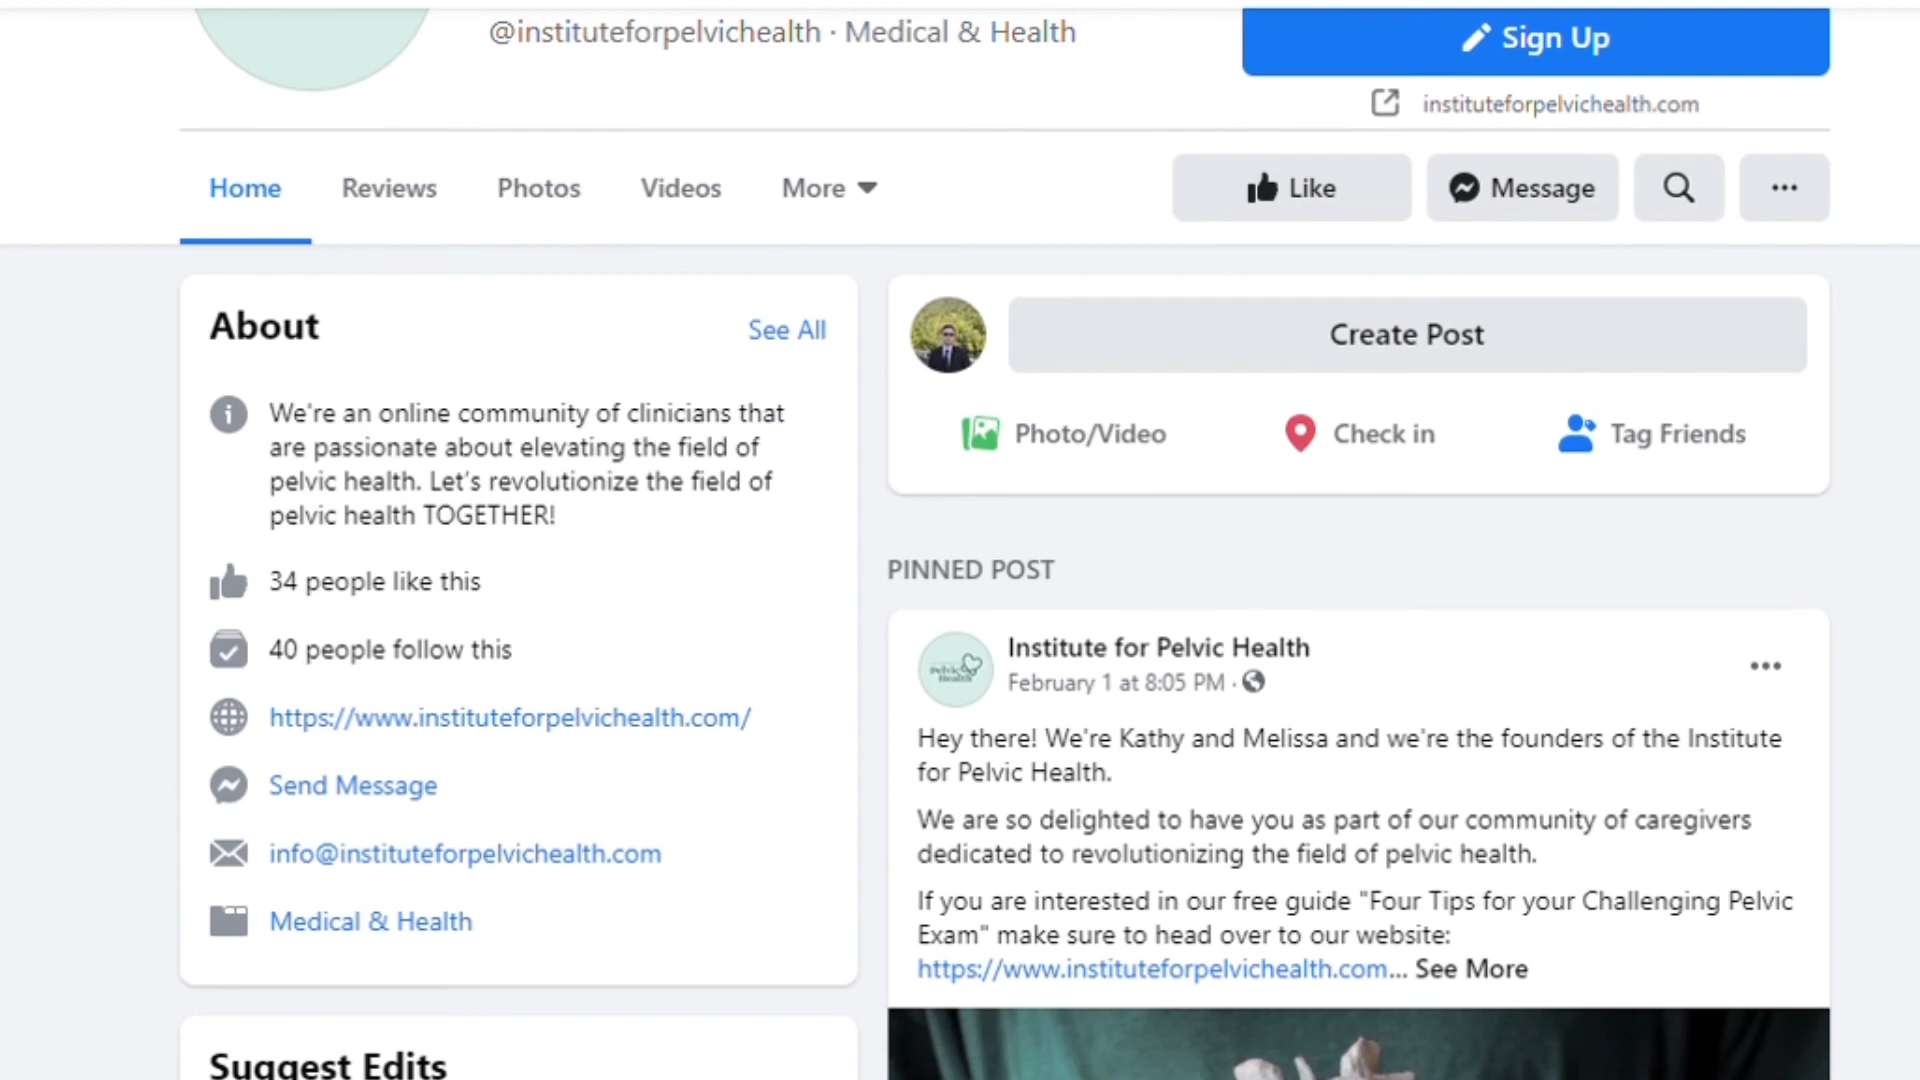 @instituteforpelvichealth · Medical & Health
Sign Up
instituteforpelvichealth.com
Home
Reviews
Photos
Videos
More
Like
Message
About
See All
We're an online community of clinicians that
are passionate about elevating the field of
pelvic health. Let's revolutionize the field of
pelvic health TOGETHER!
34 people like this
40 people follow this
https://www.instituteforpelvichealth.com/
Send Message
info@instituteforpelvichealth.com
Medical & Health
Suggest Edits
Create Post
Photo/Video
Check in
Tag Friends
PINNED POST
Pelvic
Health
Institute for Pelvic Health
February 1 at 8:05 PM ·
Hey there! We're Kathy and Melissa and we're the founders of the Institute
for Pelvic Health.
We are so delighted to have you as part of our community of caregivers
dedicated to revolutionizing the field of pelvic health.
If you are interested in our free guide "Four Tips for your Challenging Pelvic
Exam" make sure to head over to our website:
https://www.instituteforpelvichealth.com... See More